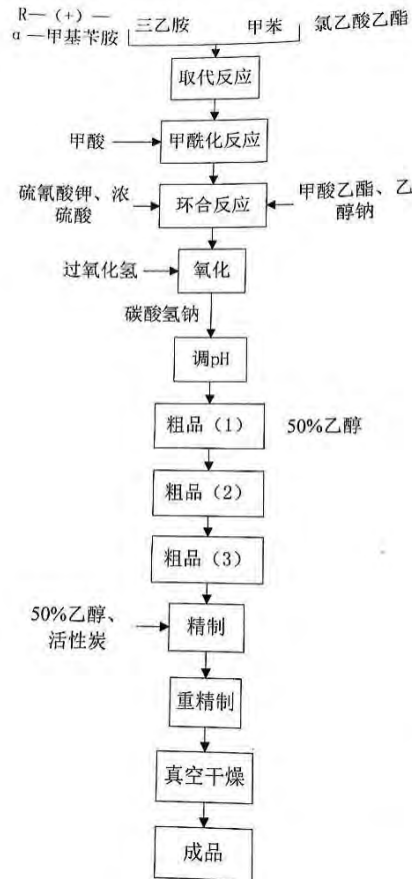 R—(+)—
α—甲基苄胺
三乙胺
甲苯
氯乙酸乙酯
取代反应
甲酸
甲酰化反应
硫氰酸钾、浓
硫酸
环合反应
甲酸乙酯、乙
醇钠
过氧化氢
氧化
碳酸氢钠
调pH
粗品（1）
50%乙醇
粗品（2）
粗品（3）
50%乙醇、
活性炭
精制
重精制
真空干燥
成品